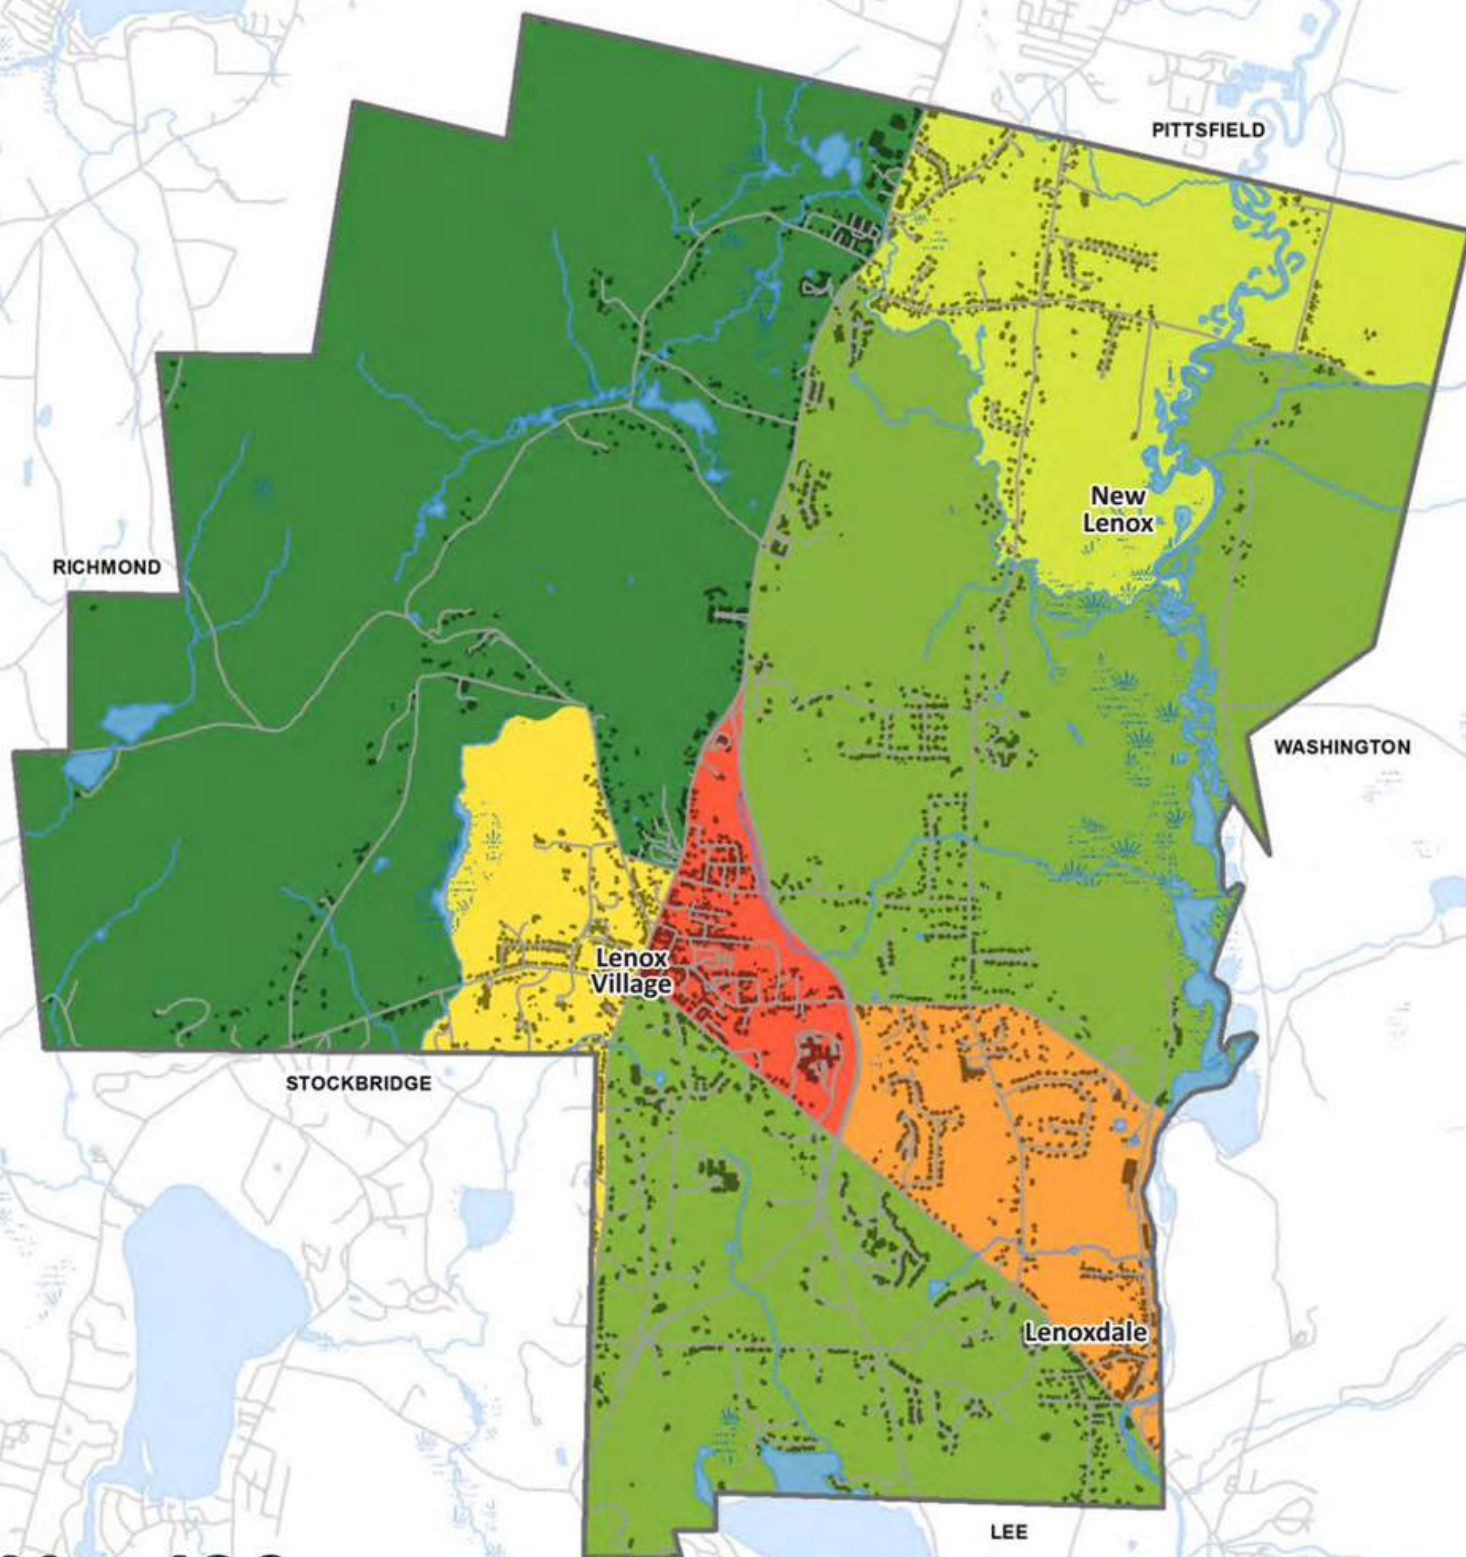 PITTSFIELD
New
Lenox
RICHMOND
WASHINGTON
Lenox
Village
STOCKBRIDGE
Lenoxdale
LEE